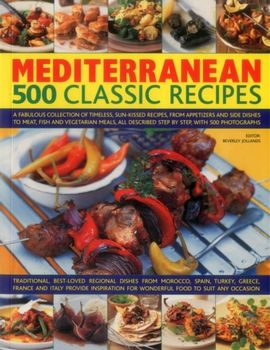 MEDITERRANEAN
500 CLASSIC RECIPES
A FABULOUS COLLECTION OF TIMELESS, SUN-KISSED RECIPES, FROM APPETIZERS AND SIDE DISHES
TO MEAT, FISH AND VEGETARIAN MEALS, ALL DESCRIBED STEP BY STEP, WITH 500 PHOTOGRAPHS
EDITOR:
BEVERLEY JOLLANDS
TRADITIONAL, BEST-LOVED REGIONAL DISHES FROM MOROCCO, SPAIN, TURKEY, GREECE,
FRANCE AND ITALY PROVIDE INSPIRATION FOR WONDERFUL FOOD TO SUIT ANY OCCASION